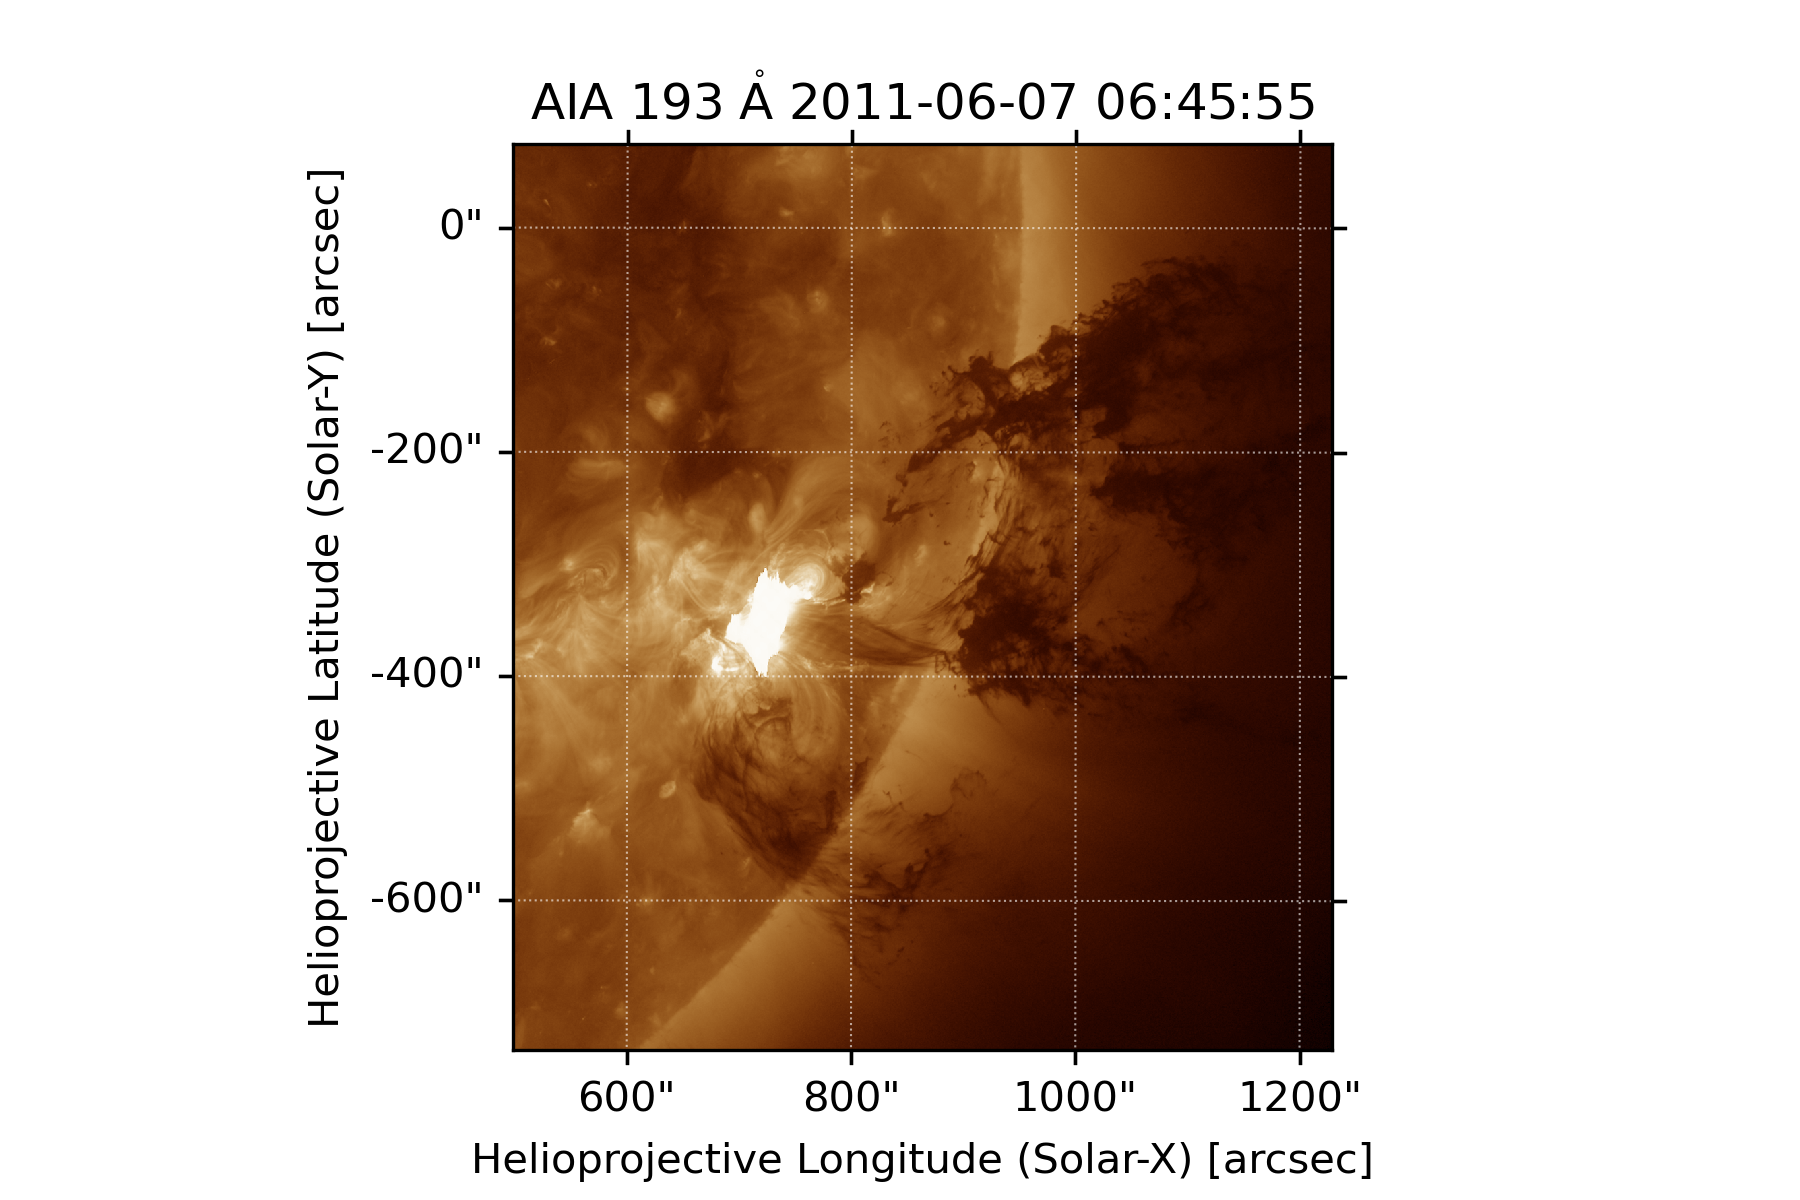 AIA 193 Å 2011-06-07 06:45:55
Helioprojective Latitude (Solar-Y) [arcsec]
0"
-200"
-400"
-600"
600" 800" 1000" 1200"
Helioprojective Longitude (Solar-X) [arcsec]